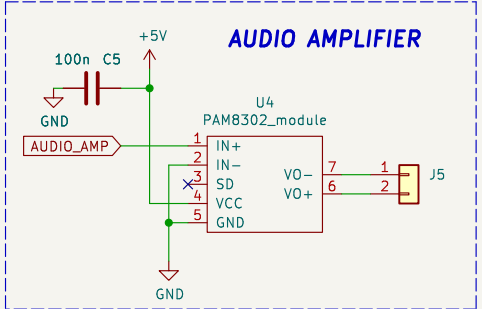 AUDIO AMPLIFIER
+5V
100n C5
GND
U4
PAM8302_module
AUDIO_AMP
1 IN+
2 IN-
3 SD
4 VCC
5 GND
VO- 7 1
VO+ 6 2
J5
GND